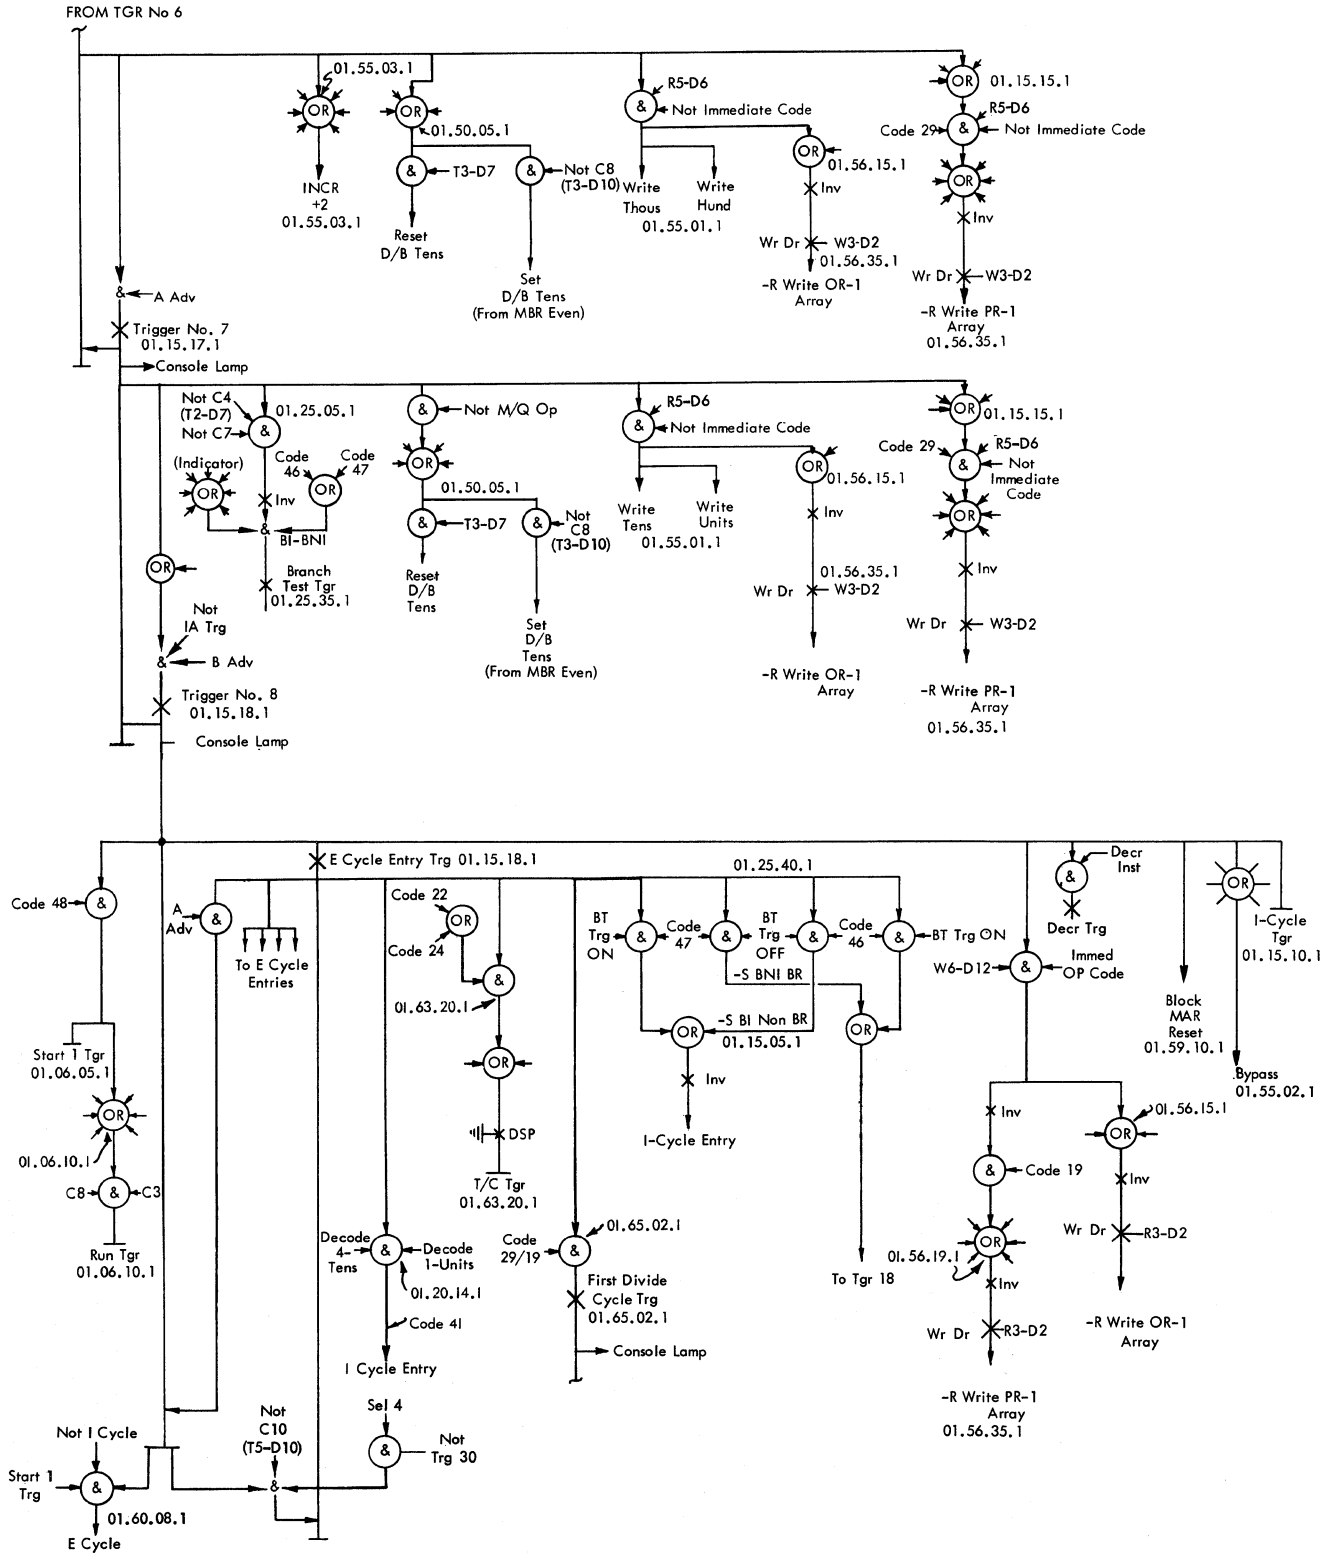 FROM TGR No 6
01.55.03.1
OR
INCR
+2
01.55.03.1
OR
01.50.05.1
&
T3-D7
Reset
D/B Tens
&
Not C8
(T3-D10)
Set
D/B Tens
(From MBR Even)
R5-D6
&
Not Immediate Code
Write
Thous
Write
Hund
01.55.01.1
OR
01.56.15.1
Inv
Wr Dr
W3-D2
01.56.35.1
-R Write OR-1
Array
OR
01.15.15.1
R5-D6
Code 29
&
Not Immediate Code
OR
Inv
Wr Dr
W3-D2
-R Write PR-1
Array
01.56.35.1
&
A Adv
Trigger No. 7
01.15.17.1
Console Lamp
Not C4
(T2-D7)
Not C7
01.25.05.1
&
(Indicator)
OR
Code
46
Code
47
OR
Inv
&
BI-BNI
Branch
Test Tgr
01.25.35.1
&
Not M/Q Op
OR
01.50.05.1
&
T3-D7
&
Not
C8
(T3-D10)
Reset
D/B
Tens
Set
D/B
Tens
(From MBR Even)
R5-D6
&
Not Immediate Code
Write
Tens
Write
Units
01.55.01.1
OR
01.56.15.1
Inv
01.56.35.1
Wr Dr
W3-D2
-R Write OR-1
Array
OR
01.15.15.1
Code 29
&
R5-D6
Not
Immediate
Code
OR
Inv
Wr Dr
W3-D2
-R Write PR-1
Array
01.56.35.1
OR
Not
IA Trg
&
B Adv
Trigger No. 8
01.15.18.1
Console Lamp
E Cycle Entry Trg 01.15.18.1
Code 48
&
Start 1 Tgr
01.06.05.1
OR
01.06.10.1
C8
&
C3
Run Tgr
01.06.10.1
A
Adv
&
To E Cycle
Entries
Code 22
OR
Code 24
&
01.63.20.1
OR
DSP
T/C Tgr
01.63.20.1
Decode
4-
Tens
&
Decode
1-Units
01.20.14.1
Code 41
I Cycle Entry
01.65.02.1
Code
29/19
&
First Divide
Cycle Trg
01.65.02.1
Console Lamp
01.25.40.1
BT
Trg
ON
&
Code
47
&
BT
Trg
OFF
&
Code
46
&
BT Trg ON
-S BNI BR
OR
-S BI Non BR
01.15.05.1
OR
Inv
I-Cycle Entry
To Tgr 18
W6-D12
&
Immed
OP Code
Decr
Inst
&
Decr Trg
Block
MAR
Reset
01.59.10.1
OR
Bypass
01.55.02.1
I-Cycle
Tgr
01.15.10.1
Inv
&
Code 19
OR
01.56.19.1
Inv
Wr Dr
R3-D2
-R Write PR-1
Array
01.56.35.1
01.56.15.1
OR
Inv
Wr Dr
R3-D2
-R Write OR-1
Array
Not I Cycle
Start 1
Trg
&
01.60.08.1
E Cycle
Not
C10
(T5-D10)
&
Sel 4
&
Not
Trg 30